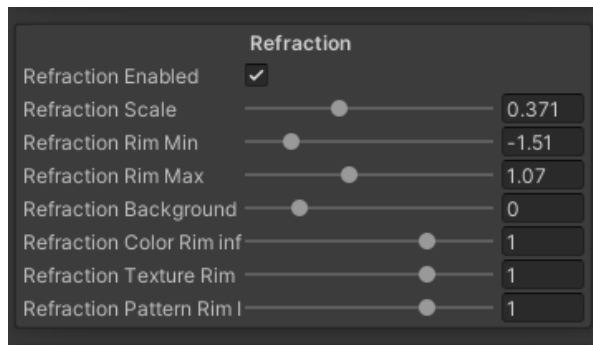 Refraction
Refraction Enabled
Refraction Scale 0.371
Refraction Rim Min -1.51
Refraction Rim Max 1.07
Refraction Background 0
Refraction Color Rim inf 1
Refraction Texture Rim 1
Refraction Pattern Rim I 1